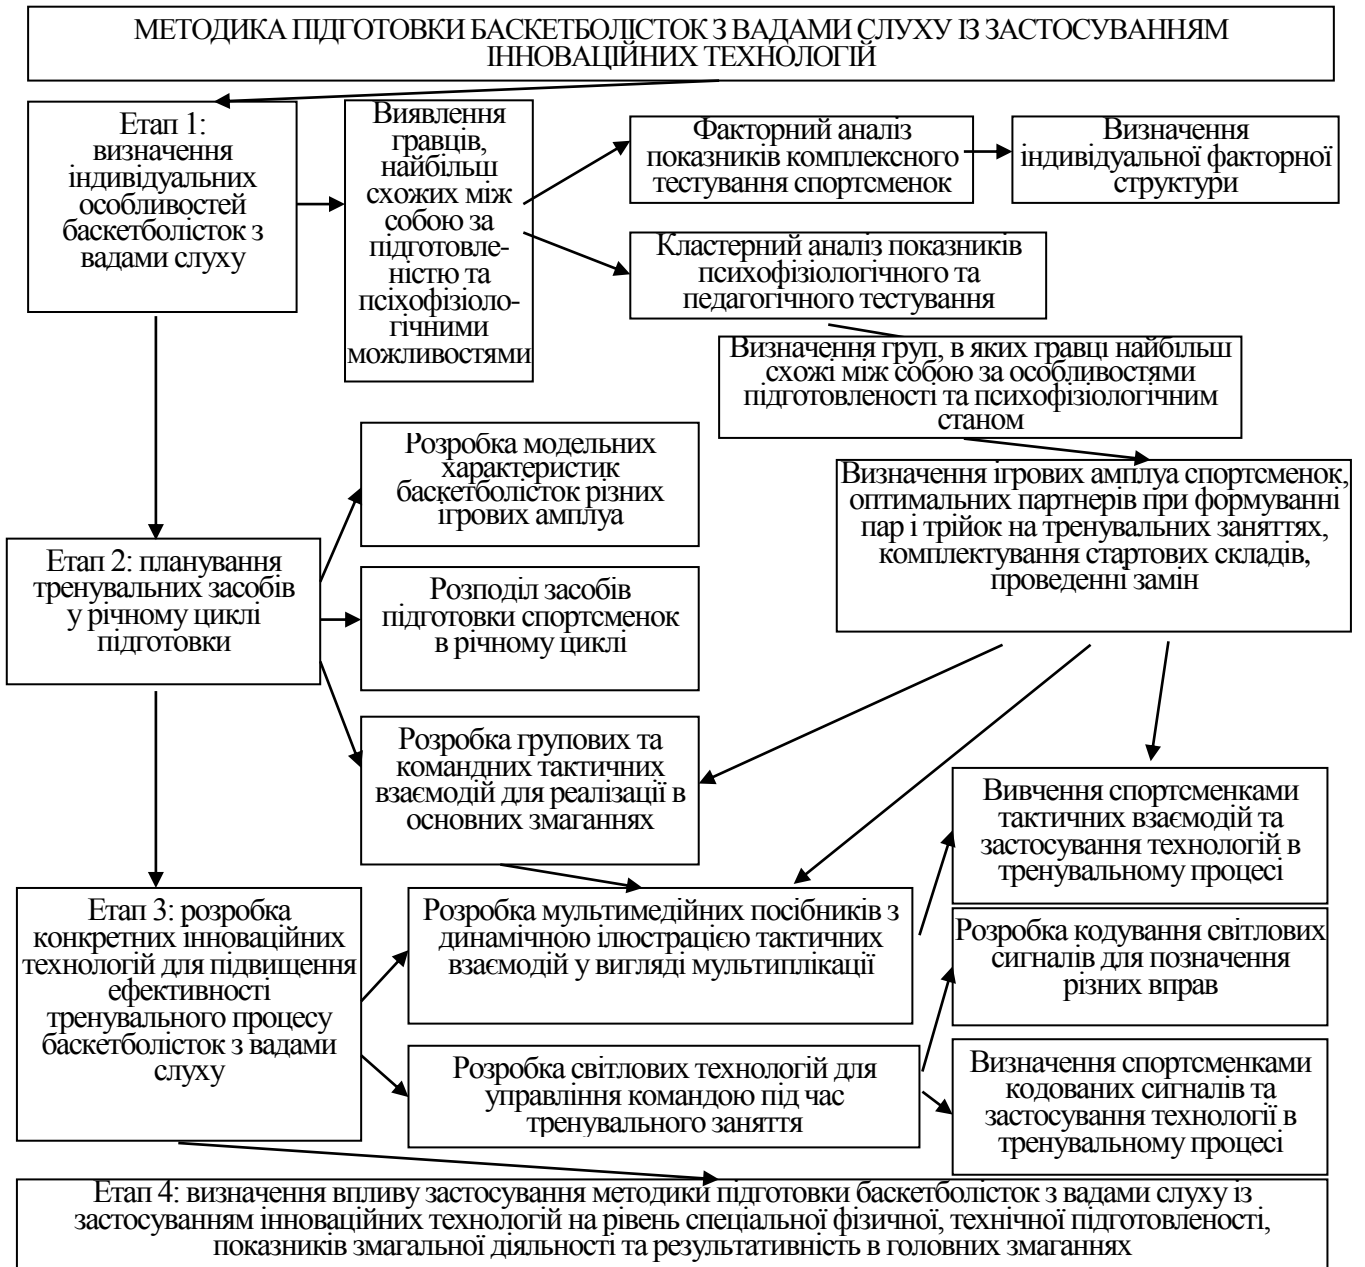 МЕТОДИКА ПІДГОТОВКИ БАСКЕТБОЛІСТОК З ВАДАМИ СЛУХУ ІЗ ЗАСТОСУВАННЯМ
ІННОВАЦІЙНИХ ТЕХНОЛОГІЙ
Етап 1:
визначення
індивідуальних
особливостей
баскетболісток з
вадами слуху
Виявлення
гравців,
найбільш
схожих між
собою за
підготовле-
ністю та
псіхофізіоло-
гічними
можливостями
Факторний аналіз
показників комплексного
тестування спортсменок
Визначення
індивідуальної факторної
структури
Кластерний аналіз показників
психофізіологічного та
педагогічного тестування
Визначення груп, в яких гравці найбільш
схожі між собою за особливостями
підготовленості та психофізіологічним
станом
Визначення ігрових амплуа спортсменок,
оптимальних партнерів при формуванні
пар і трійок на тренувальних заняттях,
комплектування стартових складів,
проведенні замін
Етап 2: планування
тренувальних засобів
у річному циклі
підготовки
Розробка модельних
характеристик
баскетболісток різних
ігрових амплуа
Розподіл засобів
підготовки спортсменок
в річному циклі
Розробка групових та
командних тактичних
взаємодій для реалізації в
основних змаганнях
Етап 3: розробка
конкретних інноваційних
технологій для підвищення
ефективності
тренувального процесу
баскетболісток з вадами
слуху
Розробка мультимедійних посібників з
динамічною ілюстрацією тактичних
взаємодій у вигляді мультиплікації
Розробка світлових технологій для
управління командою під час
тренувального заняття
Вивчення спортсменками
тактичних взаємодій та
застосування технологій в
тренувальному процесі
Розробка кодування світлових
сигналів для позначення
різних вправ
Визначення спортсменками
кодованих сигналів та
застосування технології в
тренувальному процесі
Етап 4: визначення впливу застосування методики підготовки баскетболісток з вадами слуху із
застосуванням інноваційних технологій на рівень спеціальної фізичної, технічної підготовленості,
показників змагальної діяльності та результативність в головних змаганнях